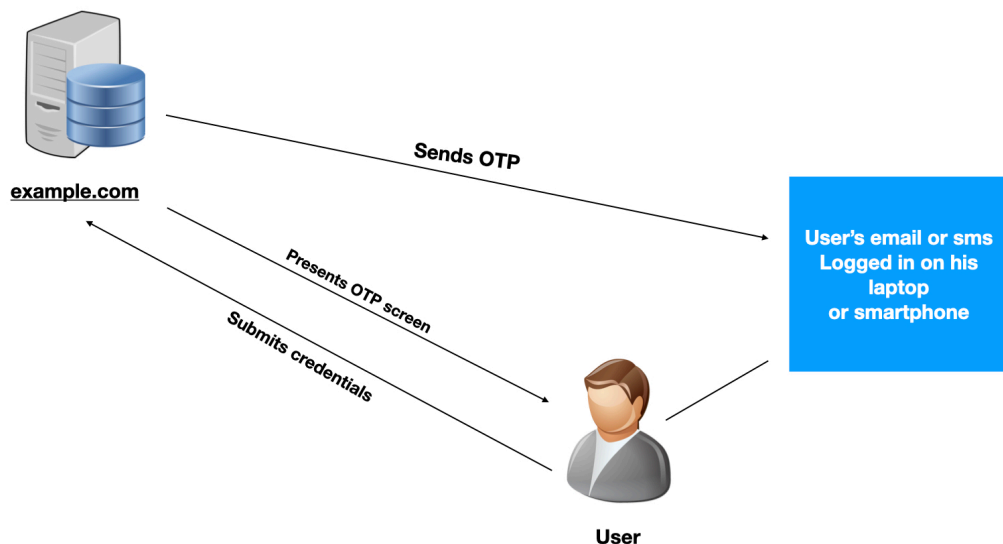 Sends OTP
example.com
User's email or sms
Logged in on his
laptop
or smartphone
Presents OTP screen
Submits credentials
User